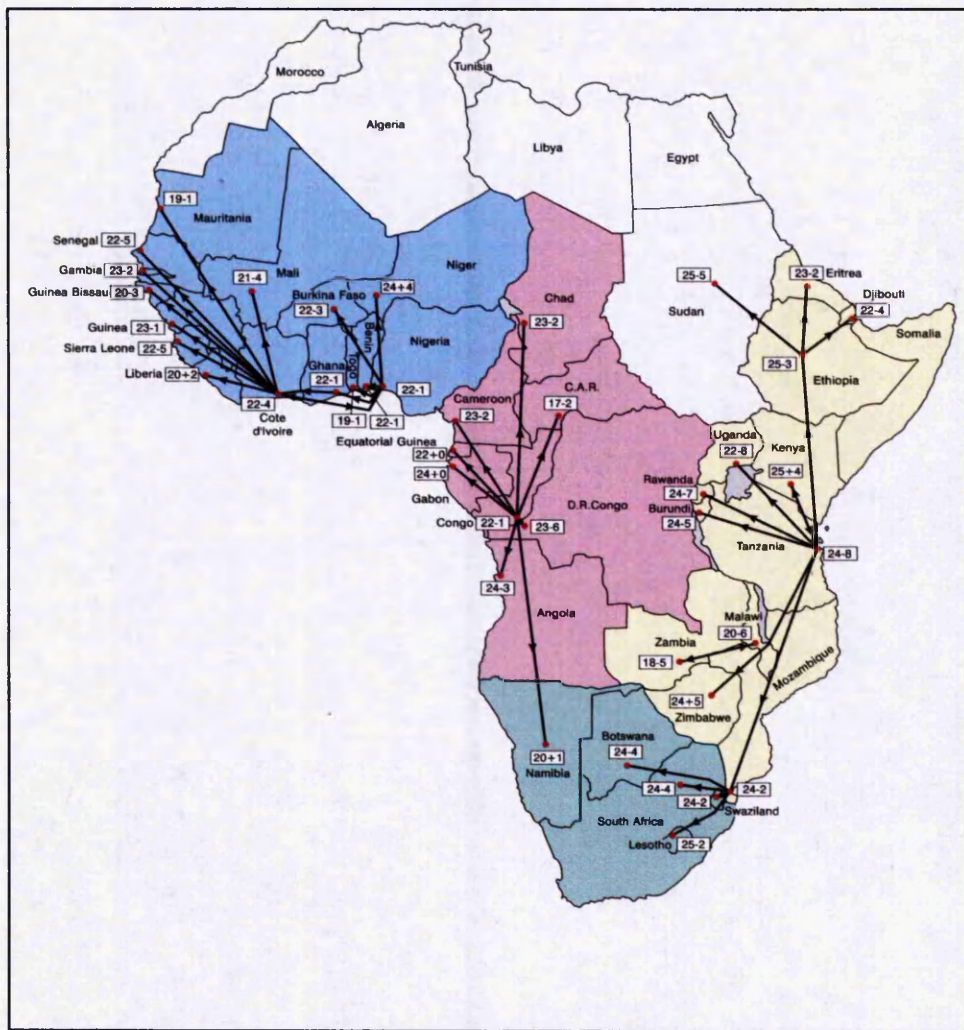 Morocco
Tunisia
Algeria
Libya
Egypt
19-1
Mauritania
Senegal 22-5
Gambia 23-2
Guinea Bissau 20-3
Mali
21-4
Niger
24+4
Burkina Faso
22-3
Chad
23-2
Guinea 23-1
Sierra Leone 22-5
Liberia 20+2
Benin
Nigeria
Ghana
Togo
22-1
22-1
22-4
Cote
d'Ivoire
19-1
22-1
25-5
Sudan
23-2 Eritrea
Djibouti
22-4
Somalia
25-3
Ethiopia
C.A.R.
17-2
Cameroon
23-2
Equatorial Guinea
22+0
24+0
Gabon
Congo 22-1
23-6
D.R.Congo
Uganda
22-8
Kenya
25+4
Rawanda
24-7
Burundi
24-5
Tanzania
24-8
24-3
Angola
Malawi
20-6
Zambia
18-5
Mozambique
24+5
Zimbabwe
20+1
Namibia
Botswana
24-4
24-4
24-2
24-2
Swaziland
South Africa
Lesotho
25-2